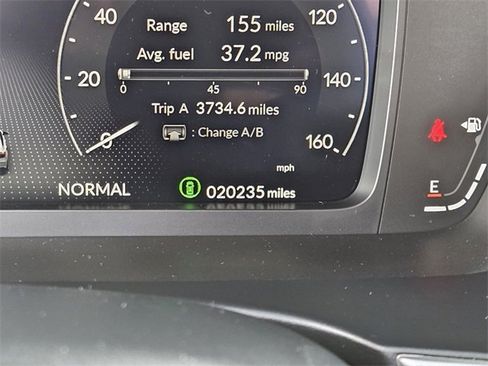 40 Range 155 miles 120
Avg. fuel 37.2 mpg
20 0 45 90 140
Trip A 3734.6 miles
0 : Change A/B 160
mph
NORMAL 020235 miles
E